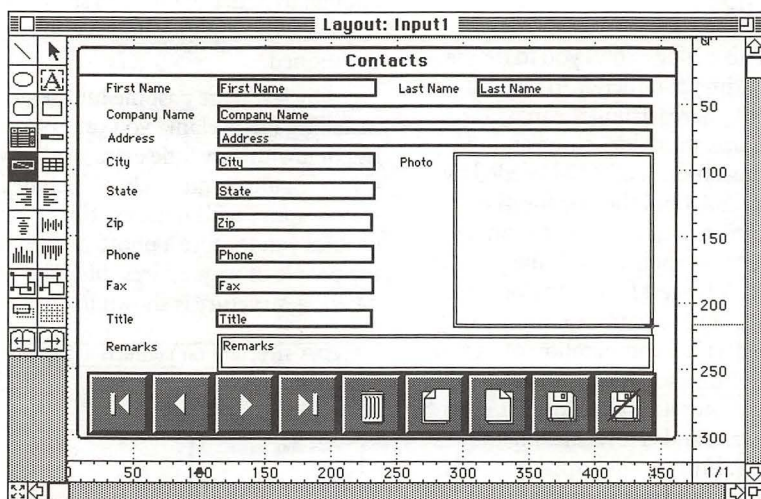 Layout: Input1
Contacts
First Name First Name Last Name Last Name
Company Name Company Name
Address Address
City City Photo
State State
Zip Zip
Phone Phone
Fax Fax
Title Title
Remarks Remarks
50
100
150
200
250
300
50 100 150 200 250 300 350 400 450 1/1